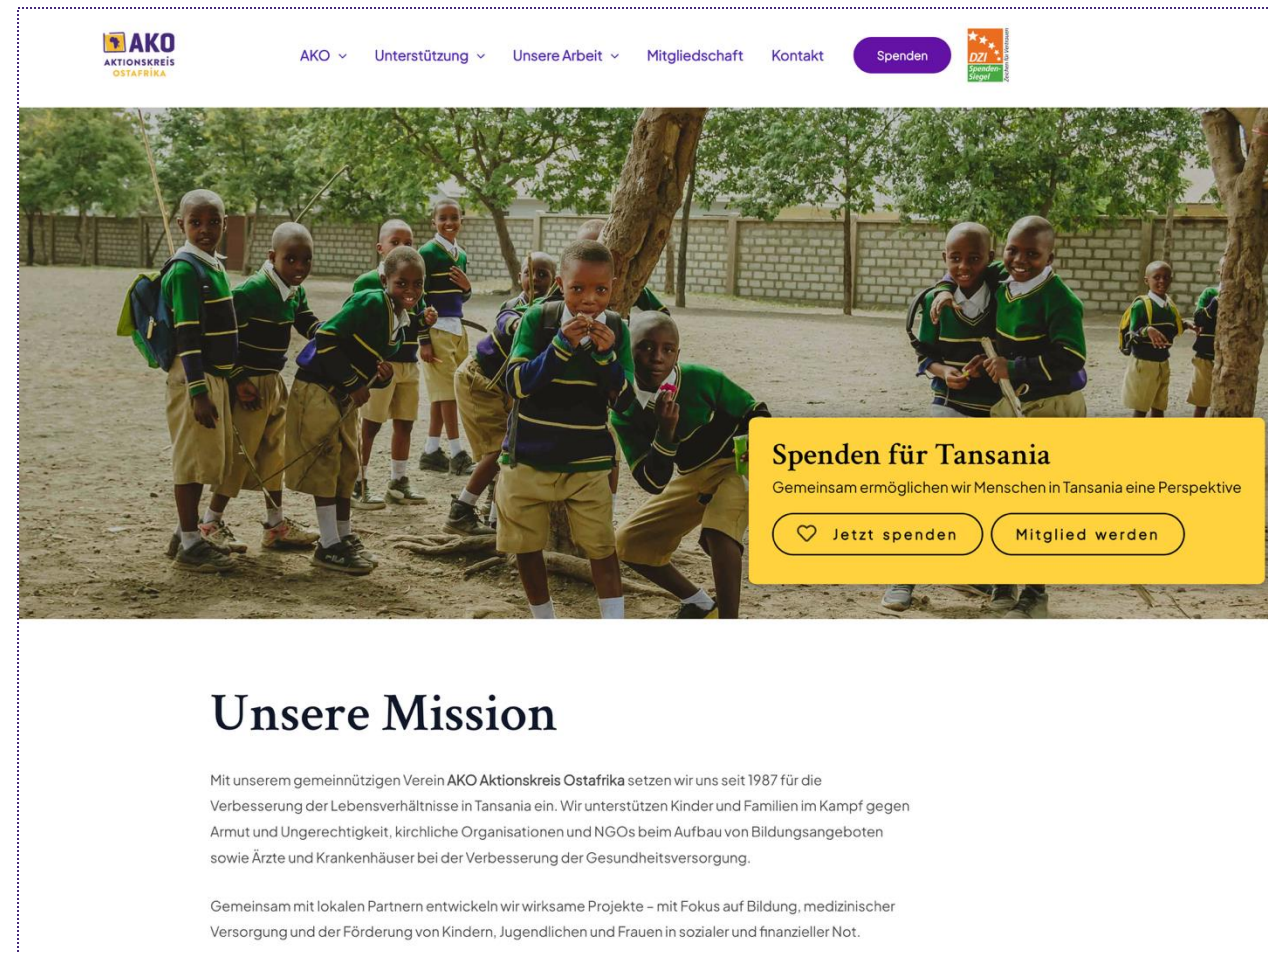 AKO
AKTIONSKREIS
OSTAFRIKA
AKO
Unterstützung
Unsere Arbeit
Mitgliedschaft
Kontakt
Spenden
DZI
Spenden-
Siegel
Zeichen für Vertrauen
Spenden für Tansania
Gemeinsam ermöglichen wir Menschen in Tansania eine Perspektive
Jetzt spenden
Mitglied werden
Unsere Mission
Mit unserem gemeinnützigen Verein AKO Aktionskreis Ostafrika setzen wir uns seit 1987 für die
Verbesserung der Lebensverhältnisse in Tansania ein. Wir unterstützen Kinder und Familien im Kampf gegen
Armut und Ungerechtigkeit, kirchliche Organisationen und NGOs beim Aufbau von Bildungsangeboten
sowie Ärzte und Krankenhäuser bei der Verbesserung der Gesundheitsversorgung.
Gemeinsam mit lokalen Partnern entwickeln wir wirksame Projekte – mit Fokus auf Bildung, medizinischer
Versorgung und der Förderung von Kindern, Jugendlichen und Frauen in sozialer und finanzieller Not.